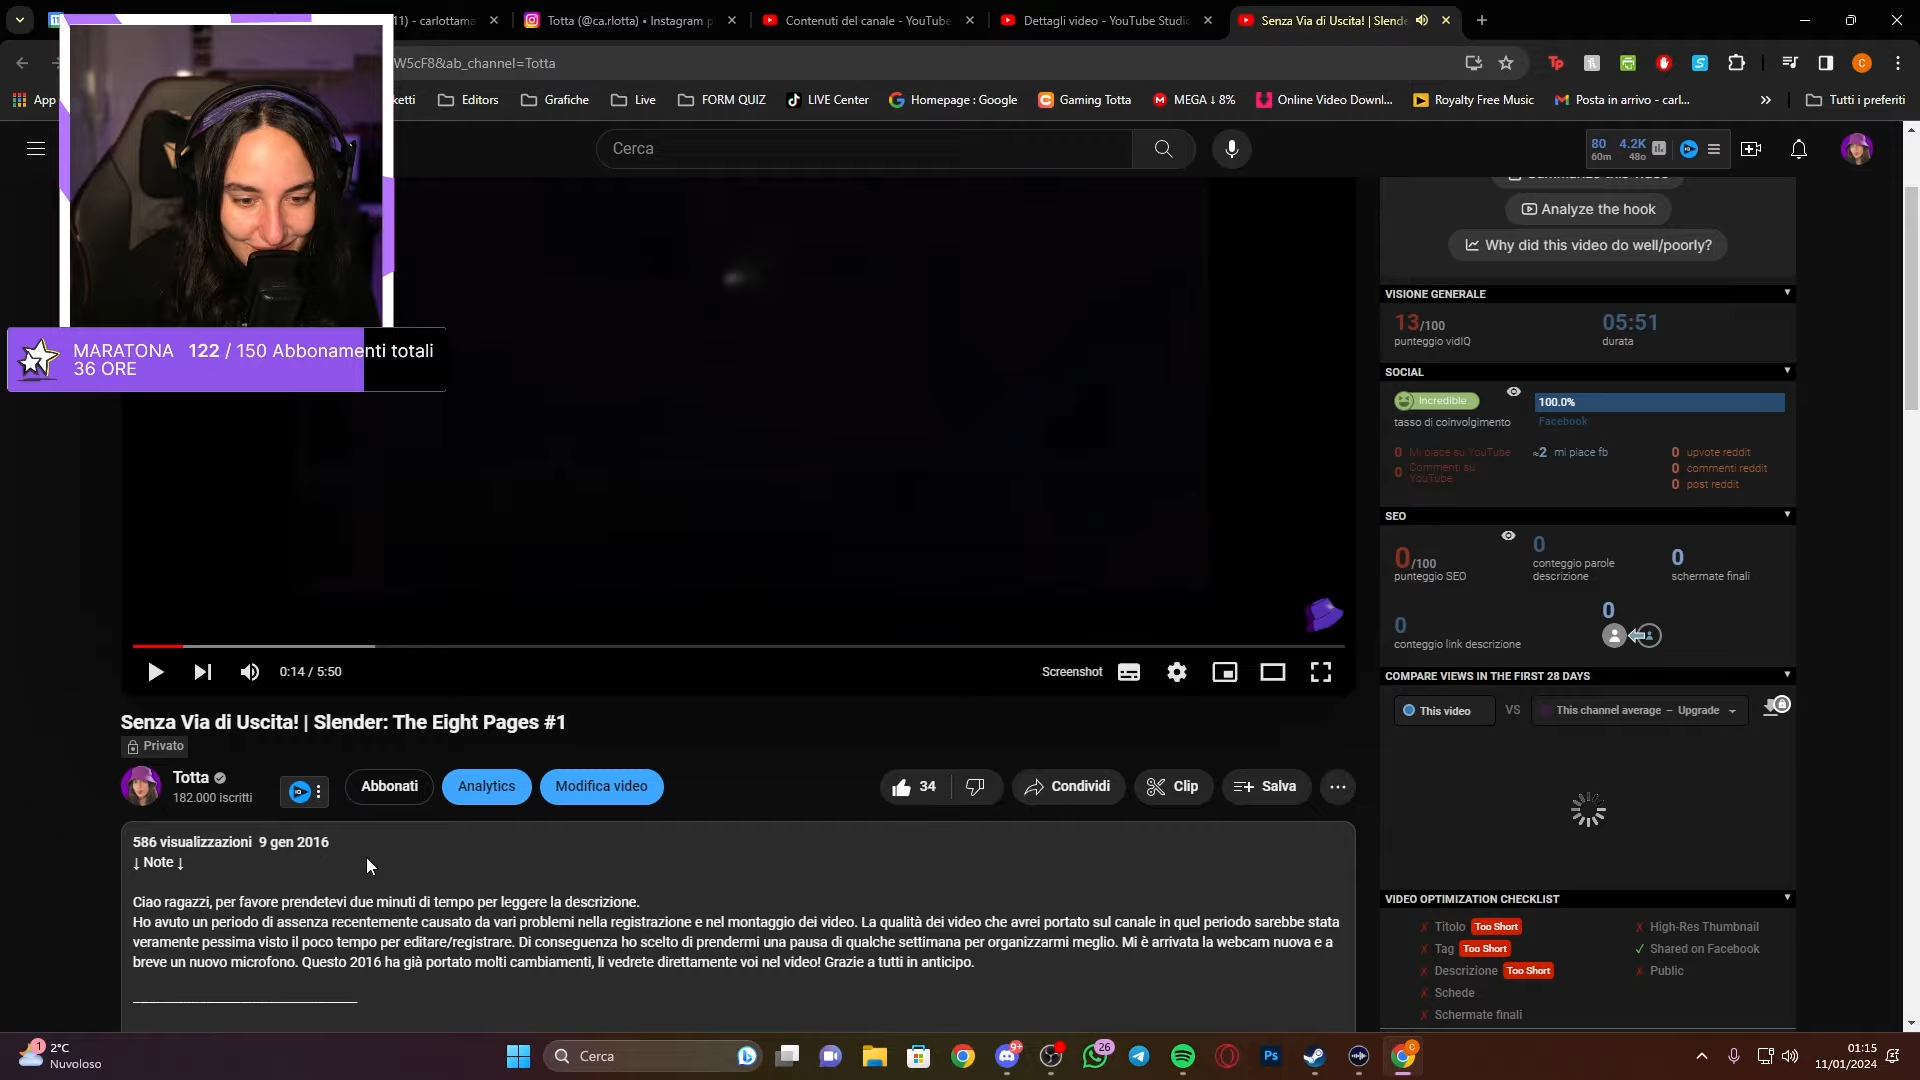 11) - carlottama
Totta (@ca.rlotta) • Instagram p
Contenuti del canale - YouTube
Dettagli video - YouTube Studio
Senza Via di Uscita! | Slende
W5cF8&ab_channel=Totta
App
ketti
Editors
Grafiche
Live
FORM QUIZ
LIVE Center
Homepage : Google
Gaming Totta
MEGA ↓ 8%
Online Video Downl...
Royalty Free Music
Posta in arrivo - carl...
»
Tutti i preferiti
Cerca
80
60m
4.2K
48o
Summarize this video
Analyze the hook
Why did this video do well/poorly?
MARATONA 122 / 150 Abbonamenti totali
36 ORE
VISIONE GENERALE
13/100
punteggio vidIQ
05:51
durata
SOCIAL
Incredible
tasso di coinvolgimento
100.0%
Facebook
0 Mi piace su YouTube
0 Commenti su
YouTube
≈2 mi piace fb
0 upvote reddit
0 commenti reddit
0 post reddit
SEO
0/100
punteggio SEO
0
conteggio parole
descrizione
0
schermate finali
0
conteggio link descrizione
0
COMPARE VIEWS IN THE FIRST 28 DAYS
This video
VS
This channel average – Upgrade
0:14 / 5:50
Screenshot
Senza Via di Uscita! | Slender: The Eight Pages #1
Privato
Totta
182.000 iscritti
Abbonati
Analytics
Modifica video
34
Condividi
Clip
Salva
586 visualizzazioni 9 gen 2016
↓ Note ↓
Ciao ragazzi, per favore prendetevi due minuti di tempo per leggere la descrizione.
Ho avuto un periodo di assenza recentemente causato da vari problemi nella registrazione e nel montaggio dei video. La qualità dei video che avrei portato sul canale in quel periodo sarebbe stata
veramente pessima visto il poco tempo per editare/registrare. Di conseguenza ho scelto di prendermi una pausa di qualche settimana per organizzarmi meglio. Mi è arrivata la webcam nuova e a
breve un nuovo microfono. Questo 2016 ha già portato molti cambiamenti, li vedrete direttamente voi nel video! Grazie a tutti in anticipo.
VIDEO OPTIMIZATION CHECKLIST
✗ Titolo Too Short
✗ Tag Too Short
✗ Descrizione Too Short
✗ Schede
✗ Schermate finali
✗ High-Res Thumbnail
✓ Shared on Facebook
✗ Public
1
2°C
Nuvoloso
Cerca
9+
26
Ps
01:15
11/01/2024